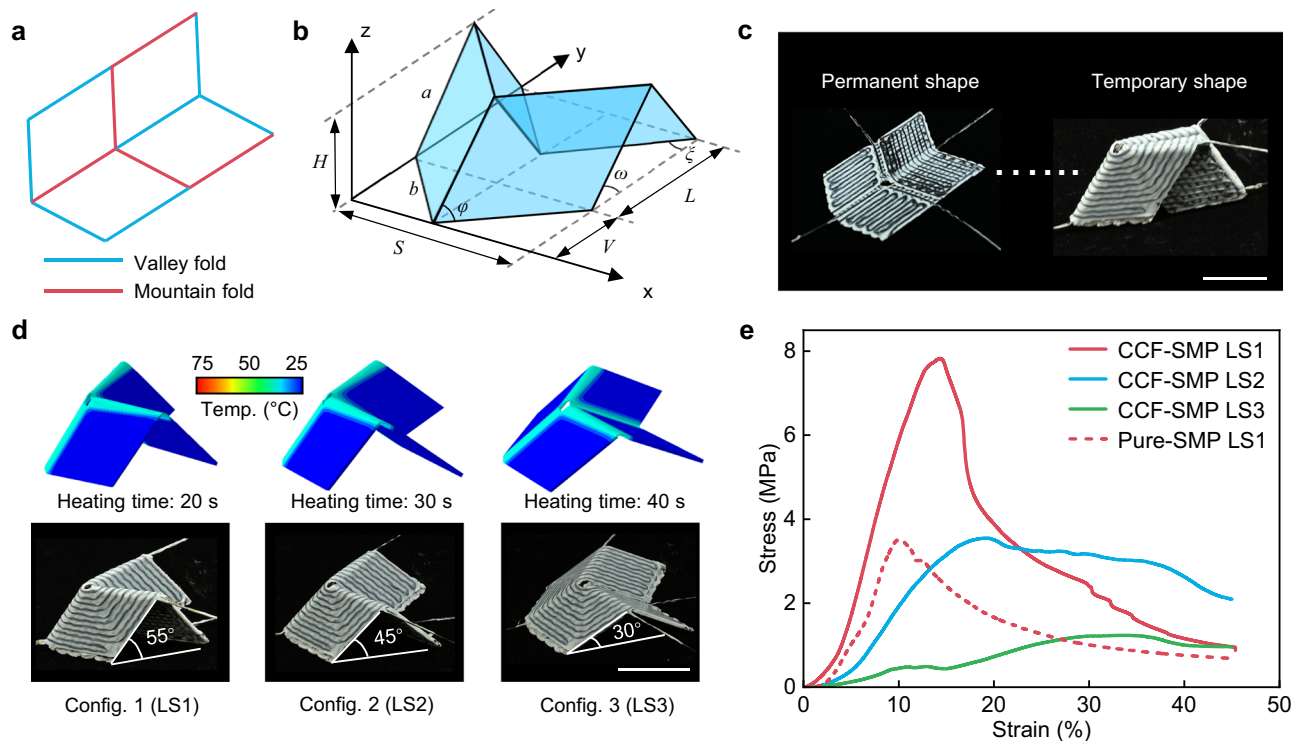 a
Valley fold
Mountain fold
b
z
y
x
a
b
H
S
V
L
φ
ω
ξ
c
Permanent shape
Temporary shape
d
75 50 25
Temp. (°C)
Heating time: 20 s
Heating time: 30 s
Heating time: 40 s
55°
45°
30°
Config. 1 (LS1)
Config. 2 (LS2)
Config. 3 (LS3)
e
CCF-SMP LS1
CCF-SMP LS2
CCF-SMP LS3
Pure-SMP LS1
Stress (MPa)
8
6
4
2
0
0 10 20 30 40 50
Strain (%)